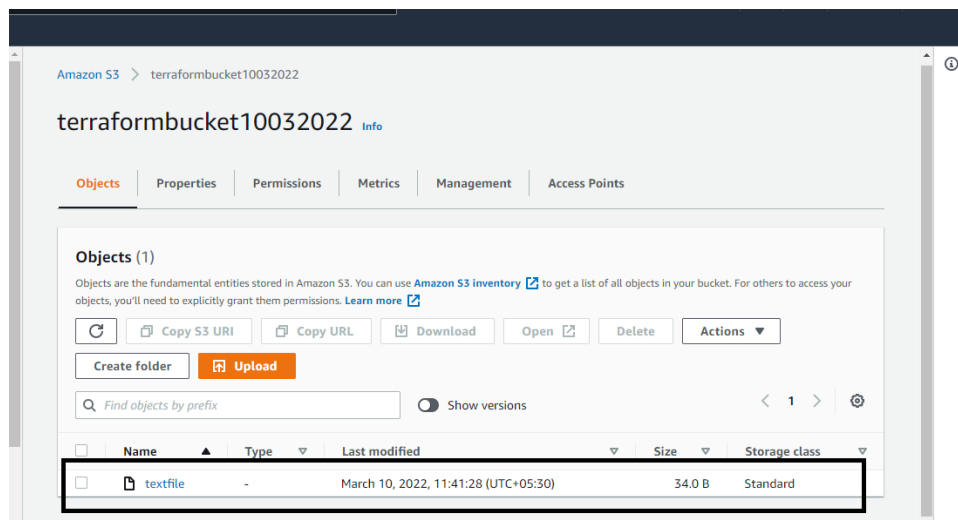 Amazon S3 > terraformbucket10032022
terraformbucket10032022 Info
Objects Properties Permissions Metrics Management Access Points
Objects (1)
Objects are the fundamental entities stored in Amazon S3. You can use Amazon S3 inventory to get a list of all objects in your bucket. For others to access your
objects, you'll need to explicitly grant them permissions. Learn more
Copy S3 URI Copy URL Download Open Delete Actions
Create folder Upload
Find objects by prefix Show versions < 1 >
Name Type Last modified Size Storage class
textfile - March 10, 2022, 11:41:28 (UTC+05:30) 34.0 B Standard